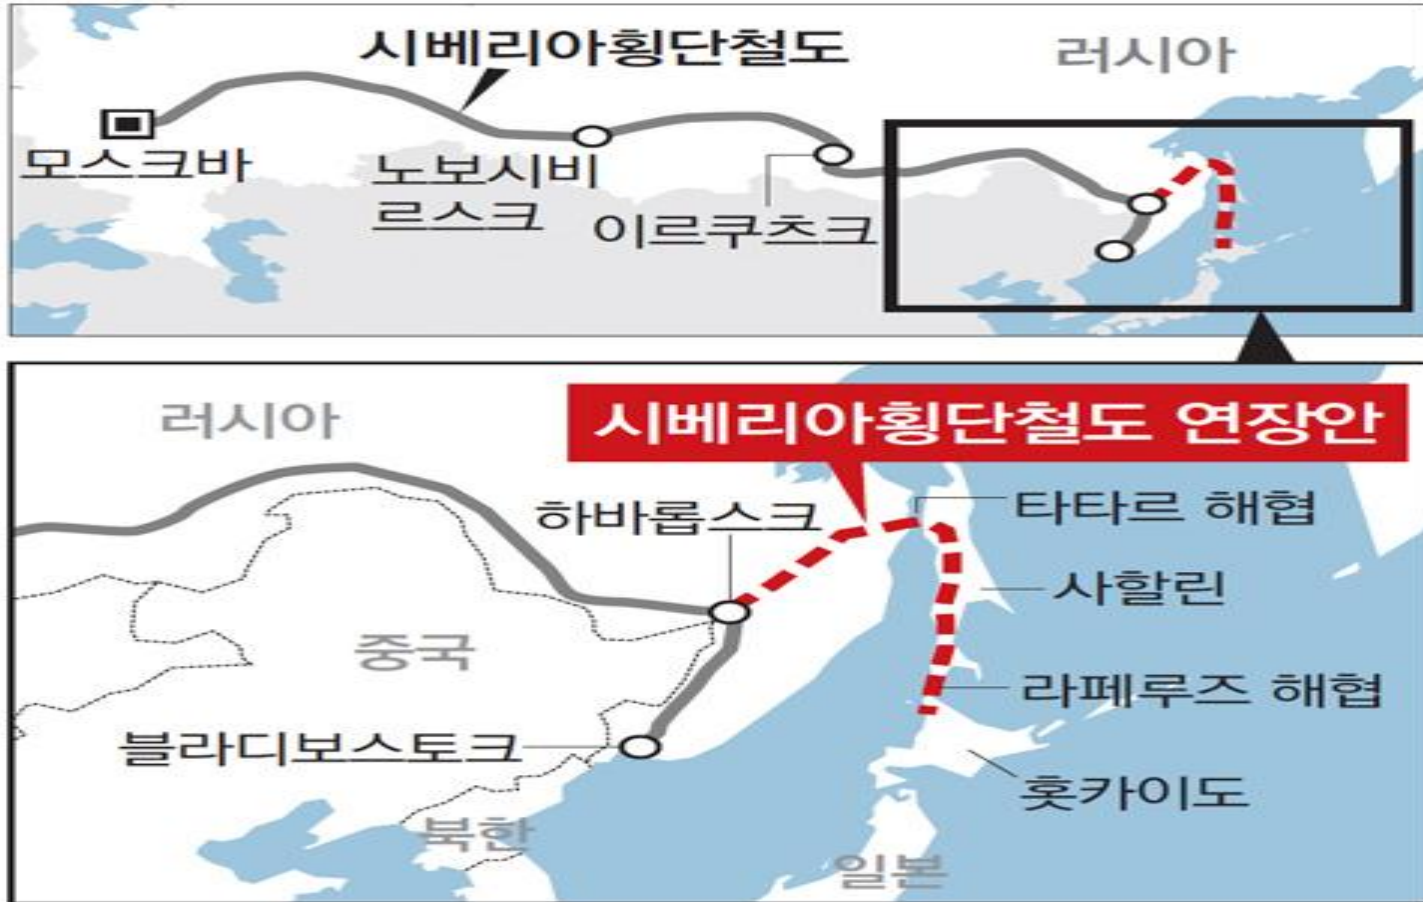 시베리아횡단철도
러시아
모스크바
노보시비
르스크
이르쿠츠크
러시아
시베리아횡단철도 연장안
하바롭스크
타타르 해협
사할린
중국
라페루즈 해협
블라디보스토크
홋카이도
북한
일본